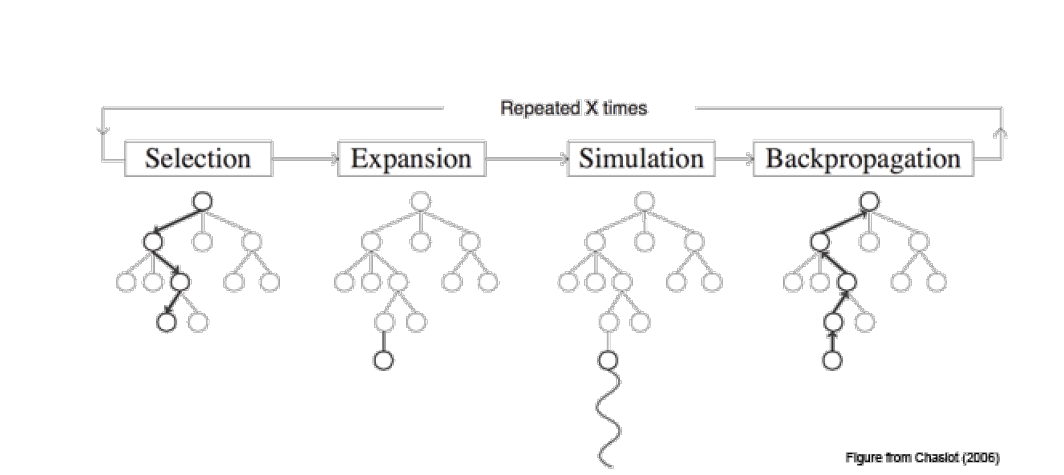 Repeated X times
Selection
Expansion
Simulation
Backpropagation
Figure from Chaslot (2006)